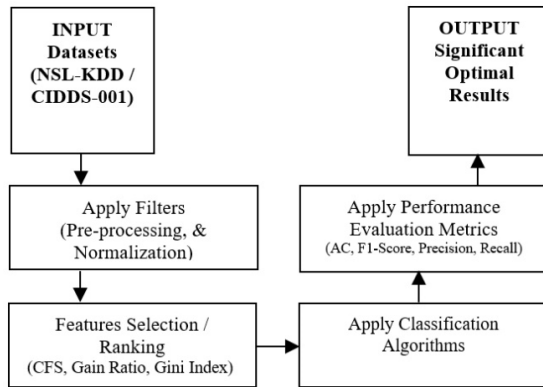 INPUT
Datasets
(NSL-KDD /
CIDDS-001)
Apply Filters
(Pre-processing, &
Normalization)
Features Selection /
Ranking
(CFS, Gain Ratio, Gini Index)
Apply Classification
Algorithms
Apply Performance
Evaluation Metrics
(AC, F1-Score, Precision, Recall)
OUTPUT
Significant
Optimal
Results